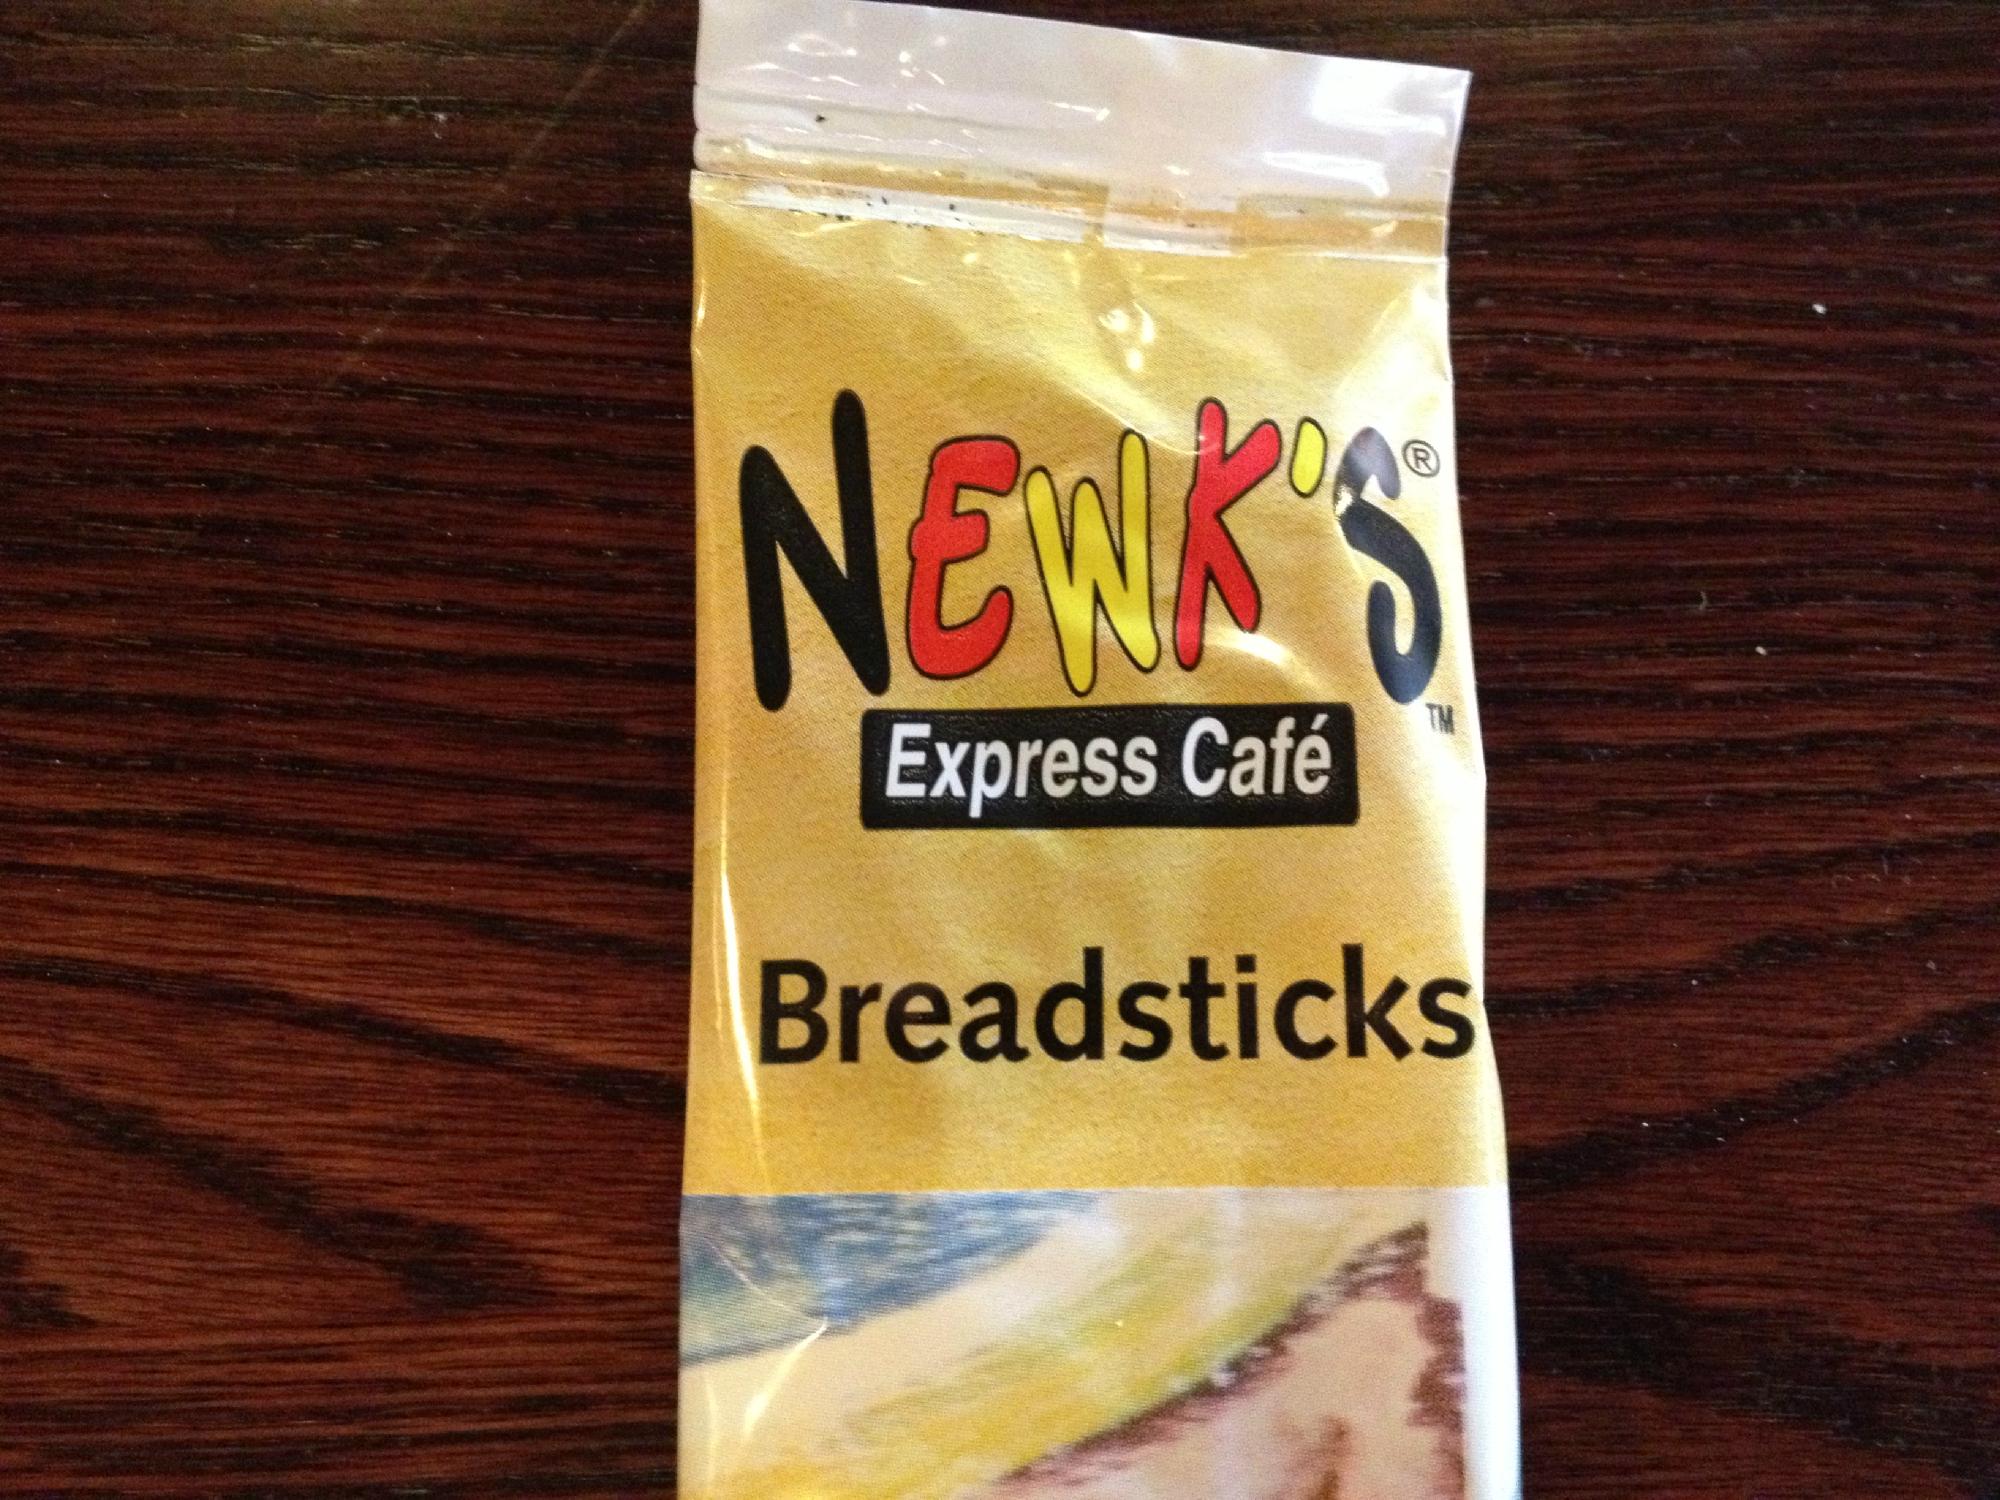 NEWK'S®
TM
Express Café
Breadsticks